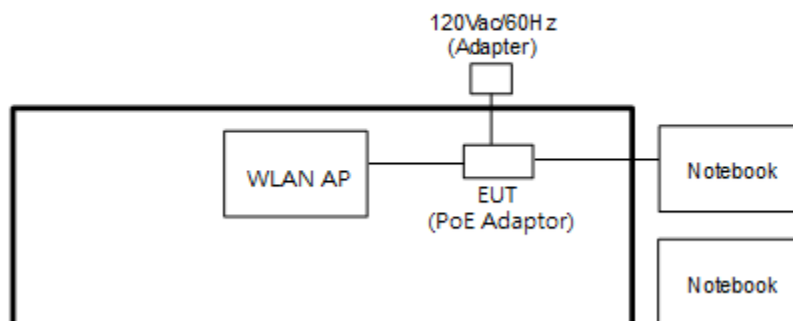 120Vac/60Hz
(Adapter)
WLAN AP
EUT
(PoE Adaptor)
Notebook
Notebook